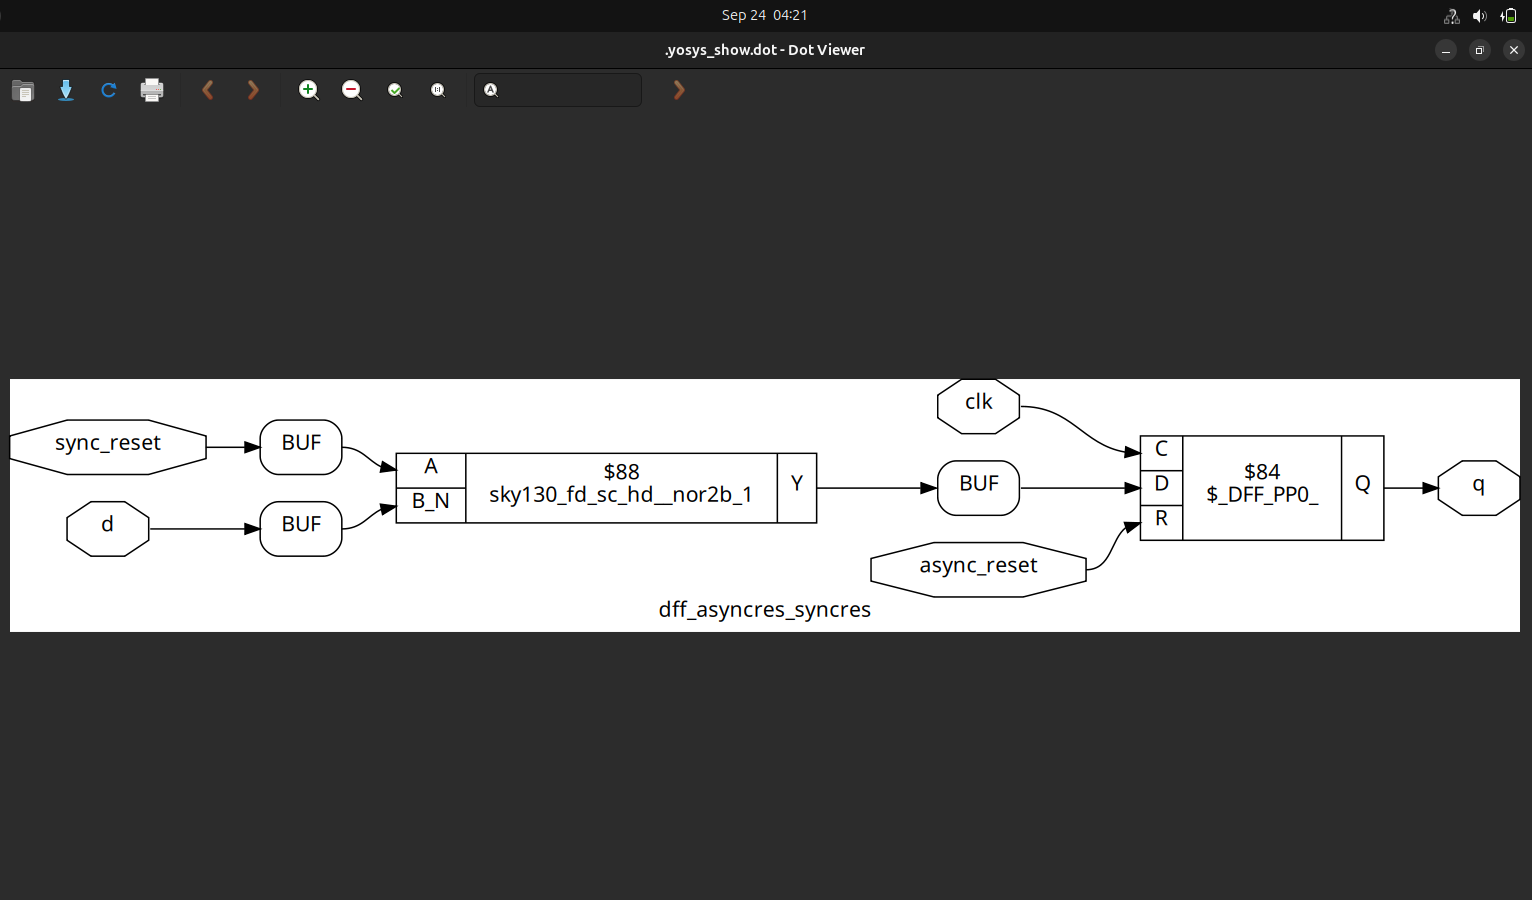 Sep 24 04:21
.yosys_show.dot - Dot Viewer
sync_reset
BUF
d
BUF
A
B_N
$88
sky130_fd_sc_hd__nor2b_1
Y
clk
BUF
async_reset
C
D
R
$84
$_DFF_PP0_
Q
q
dff_asyncres_syncres